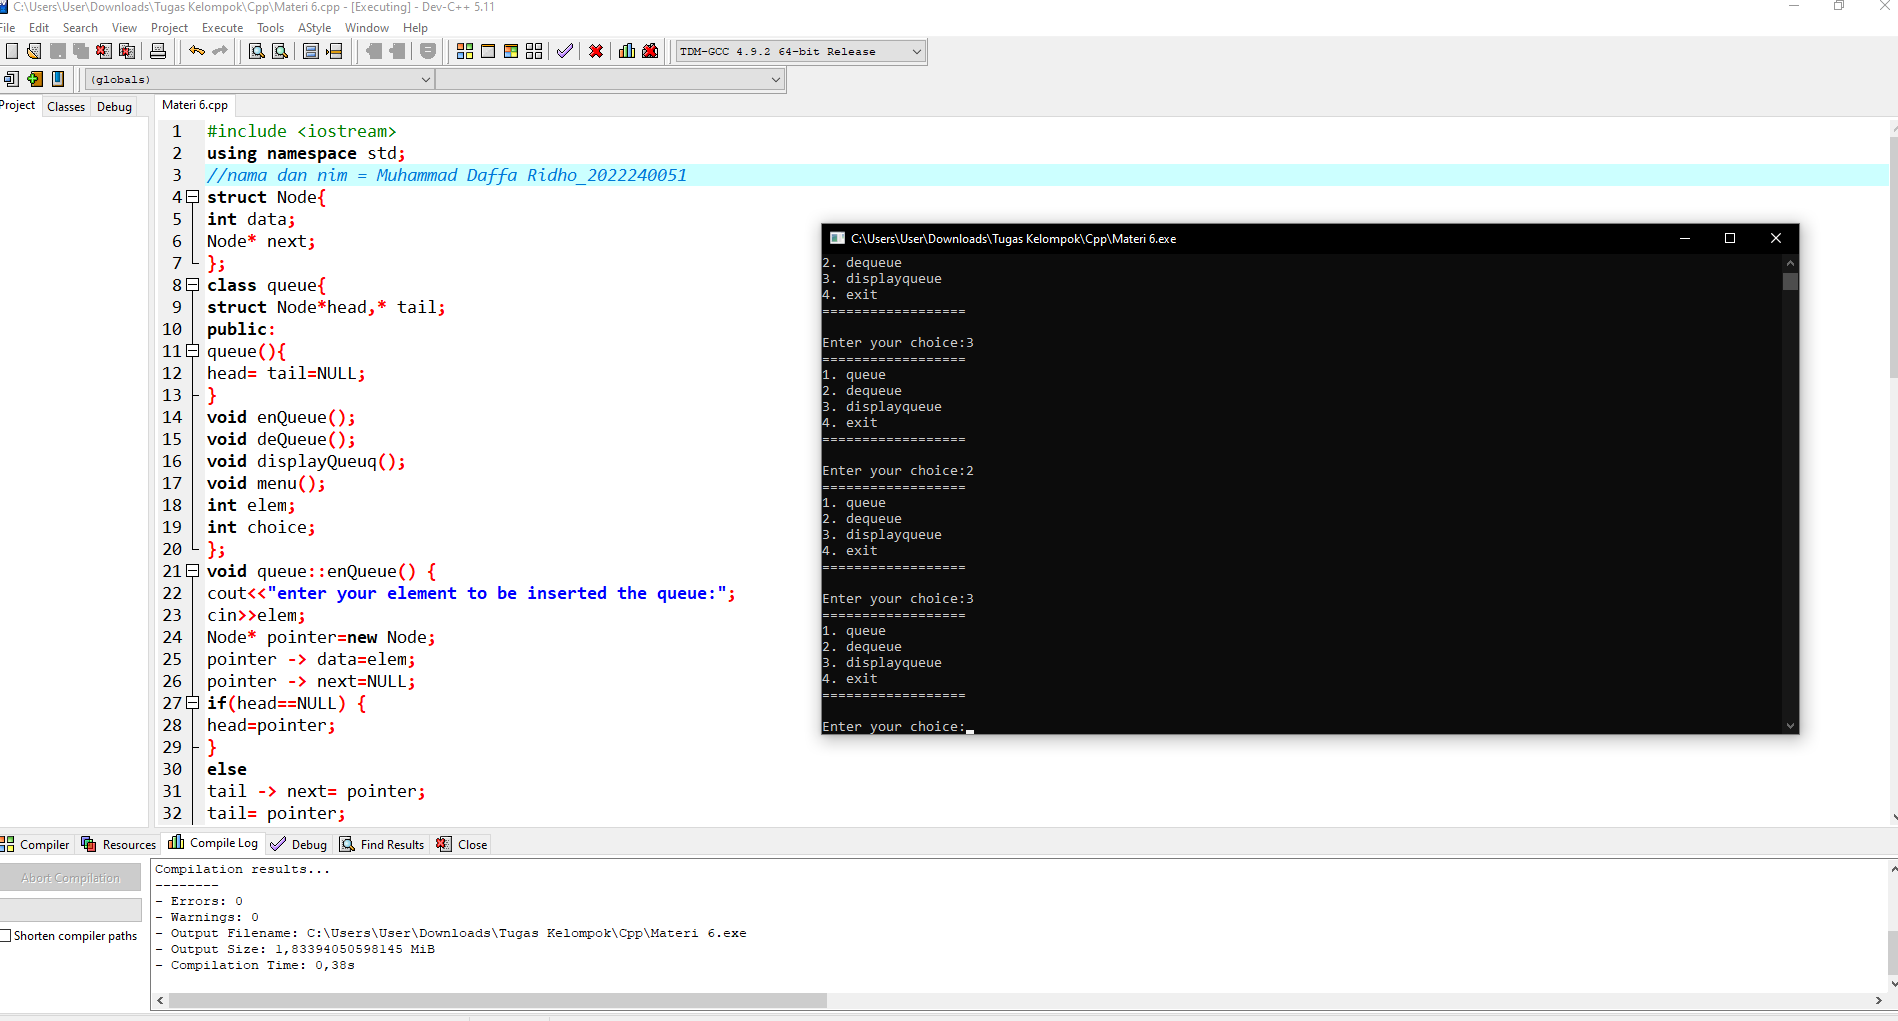 C:\Users\User\Downloads\Tugas Kelompok\Cpp\Materi 6.cpp - [Executing] - Dev-C++ 5.11
File Edit Search View Project Execute Tools AStyle Window Help
TDM-GCC 4.9.2 64-bit Release
(globals)
Project Classes Debug
Materi 6.cpp
1 #include <iostream>
2 using namespace std;
3 //nama dan nim = Muhammad Daffa Ridho_2022240051
4 struct Node{
5 int data;
6 Node* next;
7 };
8 class queue{
9 struct Node*head,* tail;
10 public:
11 queue(){
12 head= tail=NULL;
13 }
14 void enQueue();
15 void deQueue();
16 void displayQueuq();
17 void menu();
18 int elem;
19 int choice;
20 };
21 void queue::enQueue() {
22 cout<<"enter your element to be inserted the queue:";
23 cin>>elem;
24 Node* pointer=new Node;
25 pointer -> data=elem;
26 pointer -> next=NULL;
27 if(head==NULL) {
28 head=pointer;
29 }
30 else
31 tail -> next= pointer;
32 tail= pointer;
C:\Users\User\Downloads\Tugas Kelompok\Cpp\Materi 6.exe
2. dequeue
3. displayqueue
4. exit
==================
Enter your choice:3
==================
1. queue
2. dequeue
3. displayqueue
4. exit
==================
Enter your choice:2
==================
1. queue
2. dequeue
3. displayqueue
4. exit
==================
Enter your choice:3
==================
1. queue
2. dequeue
3. displayqueue
4. exit
==================
Enter your choice:
Compiler Resources Compile Log Debug Find Results Close
Abort Compilation
Shorten compiler paths
Compilation results...
--------
- Errors: 0
- Warnings: 0
- Output Filename: C:\Users\User\Downloads\Tugas Kelompok\Cpp\Materi 6.exe
- Output Size: 1,83394050598145 MiB
- Compilation Time: 0,38s